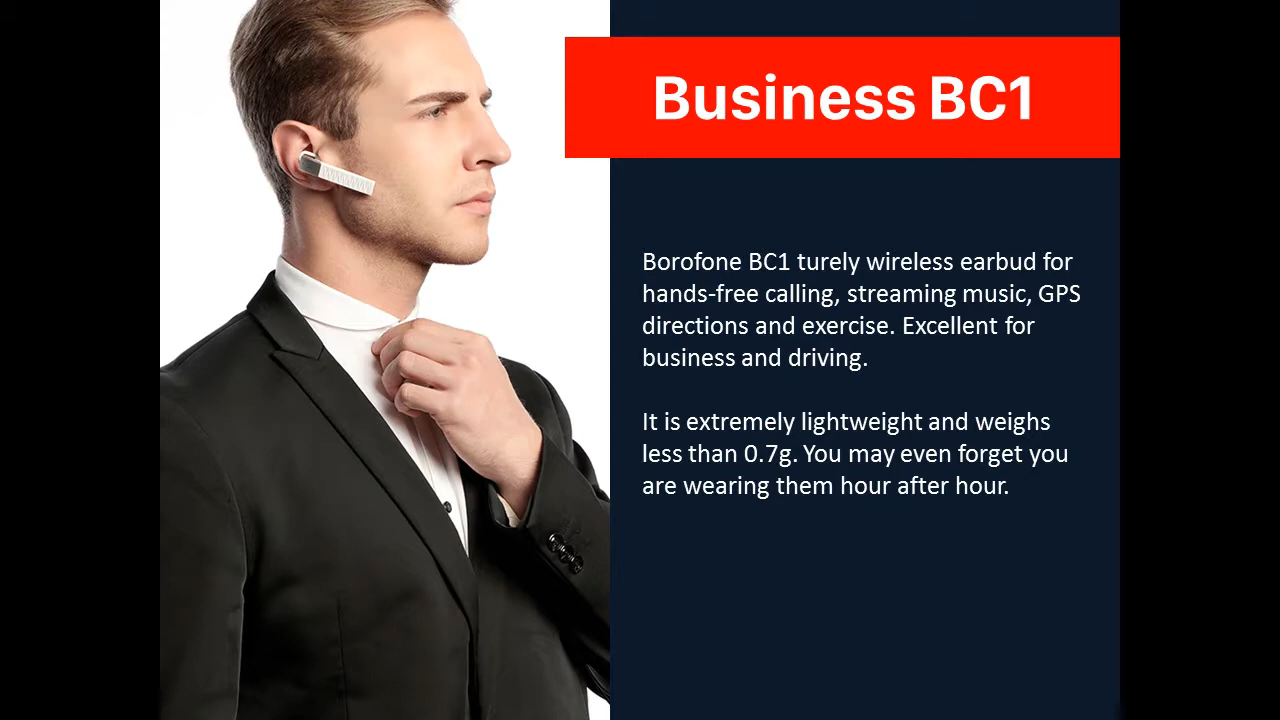 Business BC1
Borofone BC1 turely wireless earbud for
hands-free calling, streaming music, GPS
directions and exercise. Excellent for
business and driving.
It is extremely lightweight and weighs
less than 0.7g. You may even forget you
are wearing them hour after hour.